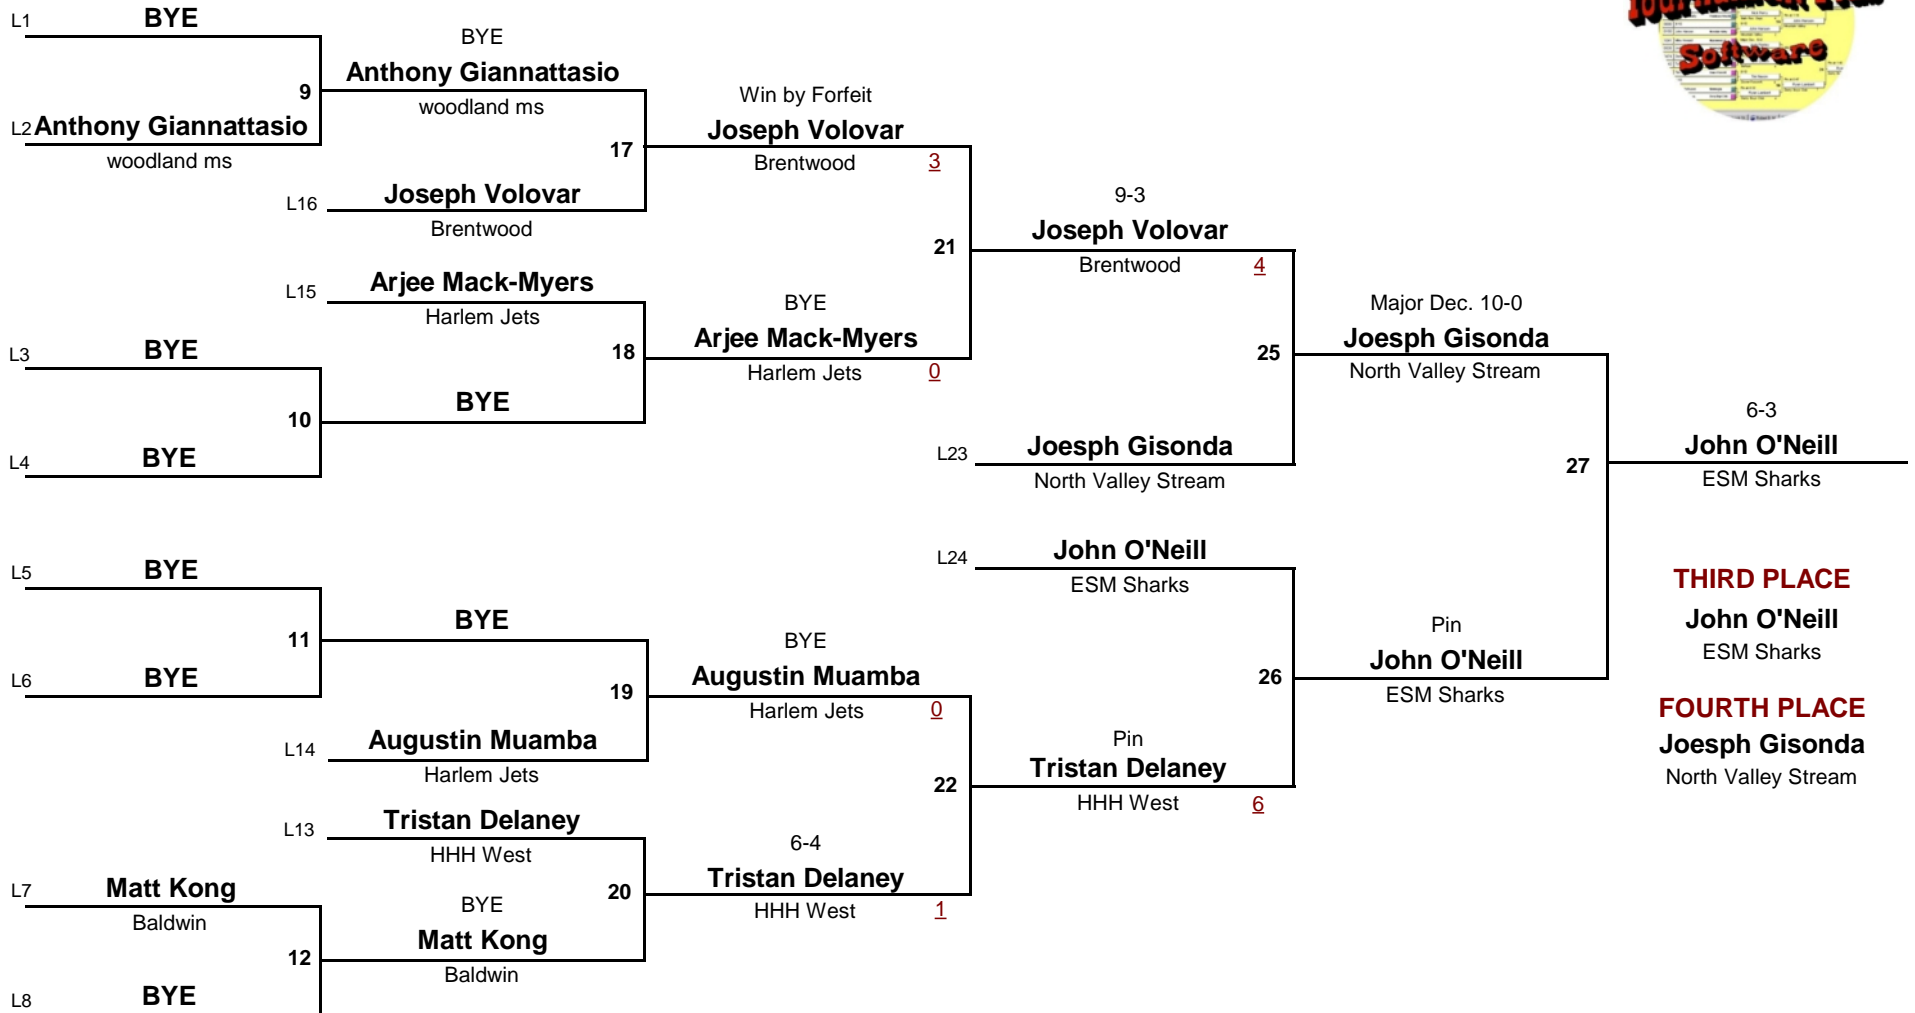 L1
BYE
9
L2
Anthony Giannattasio
woodland ms
BYE
Anthony Giannattasio
woodland ms
17
L16
Joseph Volovar
Brentwood
L15
Arjee Mack-Myers
Harlem Jets
L3
BYE
10
L4
BYE
BYE
18
Win by Forfeit
Joseph Volovar
Brentwood
3
21
BYE
Arjee Mack-Myers
Harlem Jets
0
9-3
Joseph Volovar
Brentwood
4
25
L23
Joesph Gisonda
North Valley Stream
Major Dec. 10-0
Joesph Gisonda
North Valley Stream
27
L5
BYE
11
L6
BYE
BYE
19
L14
Augustin Muamba
Harlem Jets
L13
Tristan Delaney
HHH West
20
L7
Matt Kong
Baldwin
12
L8
BYE
BYE
Matt Kong
Baldwin
BYE
Augustin Muamba
Harlem Jets
0
22
6-4
Tristan Delaney
HHH West
1
L24
John O'Neill
ESM Sharks
26
Pin
Tristan Delaney
HHH West
6
Pin
John O'Neill
ESM Sharks
6-3
John O'Neill
ESM Sharks
THIRD PLACE
John O'Neill
ESM Sharks
FOURTH PLACE
Joesph Gisonda
North Valley Stream
Software